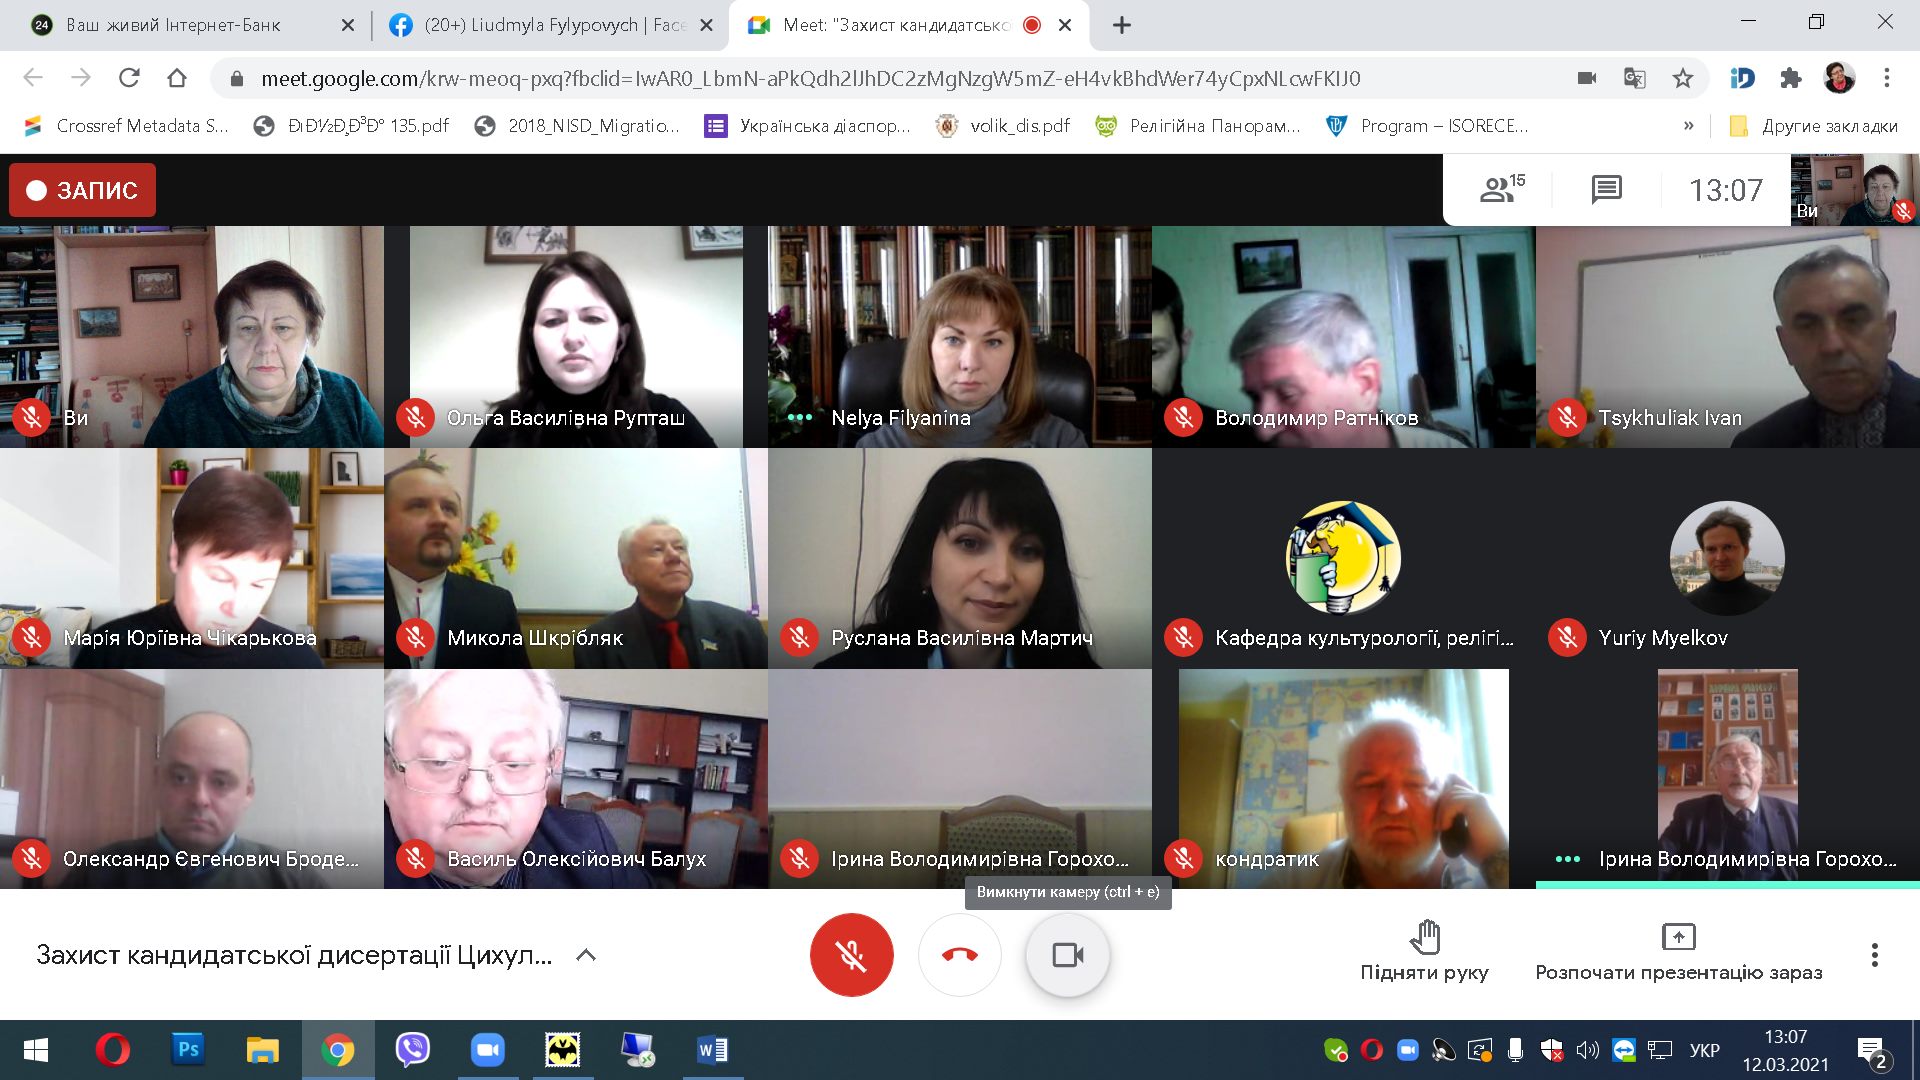 Ваш живий Інтернет-Банк
(20+) Liudmyla Fylypovych | Face
Meet: "Захист кандидатсько
meet.google.com/krw-meoq-pxq?fbclid=IwAR0_LbmN-aPkQdh2lJhDC2zMgNzgW5mZ-eH4vkBhdWer74yCpxNLcwFKIJ0
Crossref Metadata S...
135.pdf
2018_NISD_Migratio...
Українська діаспор...
volik_dis.pdf
Релігійна Панорам...
Program – ISORECE...
»
Другие закладки
ЗАПИС
15
13:07
Ви
Ви
Ольга Василівна Рупташ
Nelya Filyanina
Володимир Ратніков
Tsykhuliak Ivan
Марія Юріївна Чікарькова
Микола Шкрібляк
Руслана Василівна Мартич
Кафедра культурології, релігі...
Yuriy Myelkov
Олександр Євгенович Броде...
Василь Олексійович Балух
Ірина Володимирівна Горохо...
кондратик
Ірина Володимирівна Горохо...
Вимкнути камеру (ctrl + e)
Захист кандидатської дисертації Цихул...
Підняти руку
Розпочати презентацію зараз
УКР
13:07
12.03.2021
2